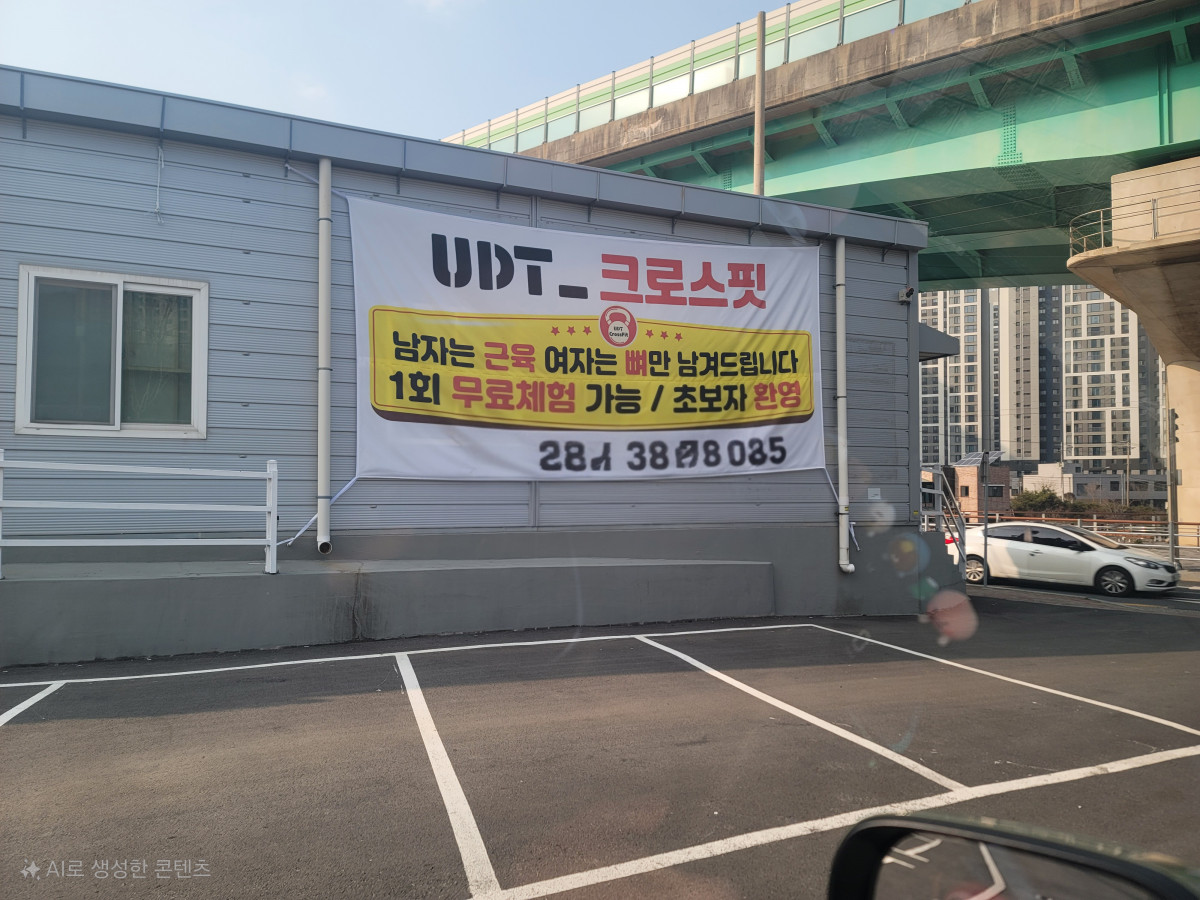 UDT_크로스핏
UDT
CrossFit
남자는 근육 여자는 뼈만 남겨드립니다
1회 무료체험 가능 / 초보자 환영
AI로 생성한 콘텐츠